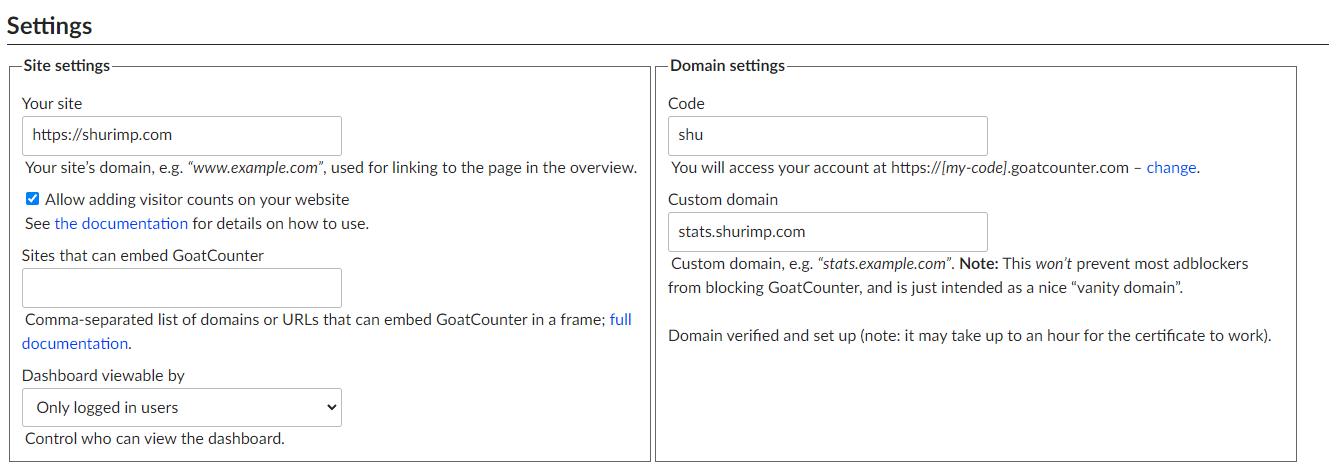 Settings
Site settings
Your site
https://shurimp.com
Your site’s domain, e.g. “www.example.com”, used for linking to the page in the overview.
Allow adding visitor counts on your website
See the documentation for details on how to use.
Sites that can embed GoatCounter
Comma-separated list of domains or URLs that can embed GoatCounter in a frame; full
documentation.
Dashboard viewable by
Only logged in users
Control who can view the dashboard.
Domain settings
Code
shu
You will access your account at https://[my-code].goatcounter.com – change.
Custom domain
stats.shurimp.com
Custom domain, e.g. “stats.example.com”. Note: This won’t prevent most adblockers
from blocking GoatCounter, and is just intended as a nice “vanity domain”.
Domain verified and set up (note: it may take up to an hour for the certificate to work).